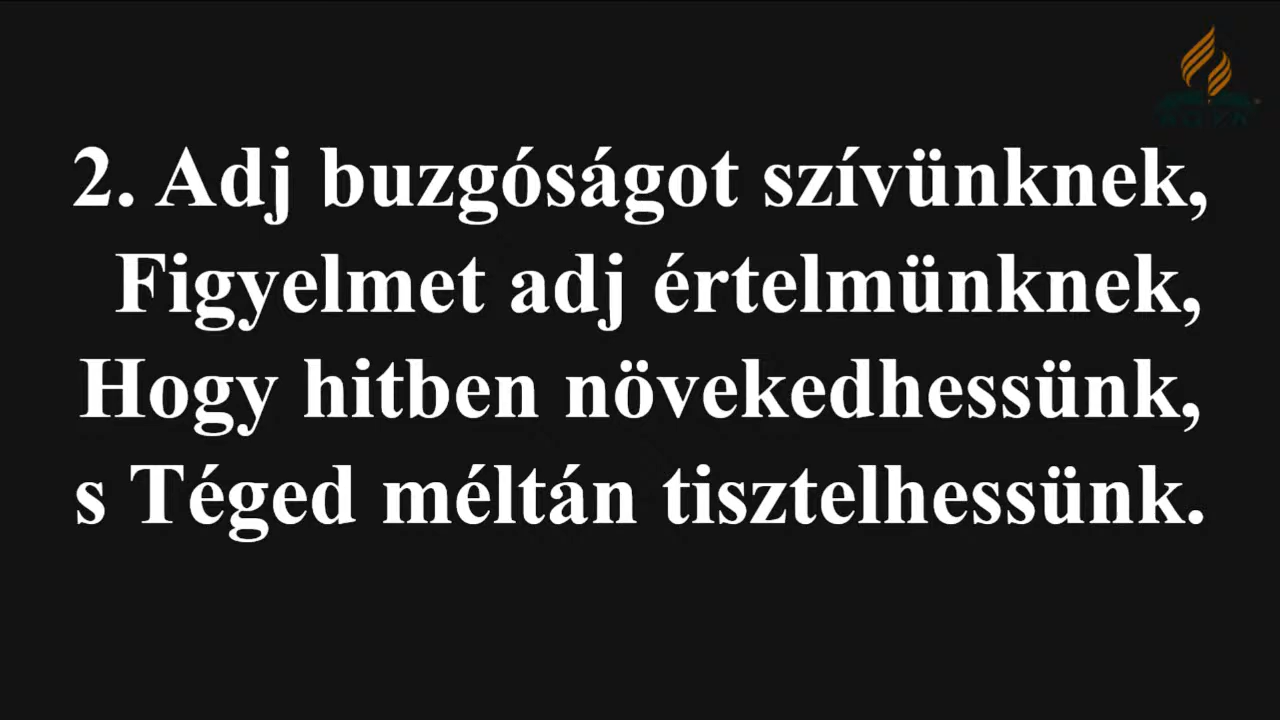 2. Adj buzgóságot szívünknek,
Figyelmet adj értelmünknek,
Hogy hitben növekedhessünk,
s Téged méltán tisztelhessünk.